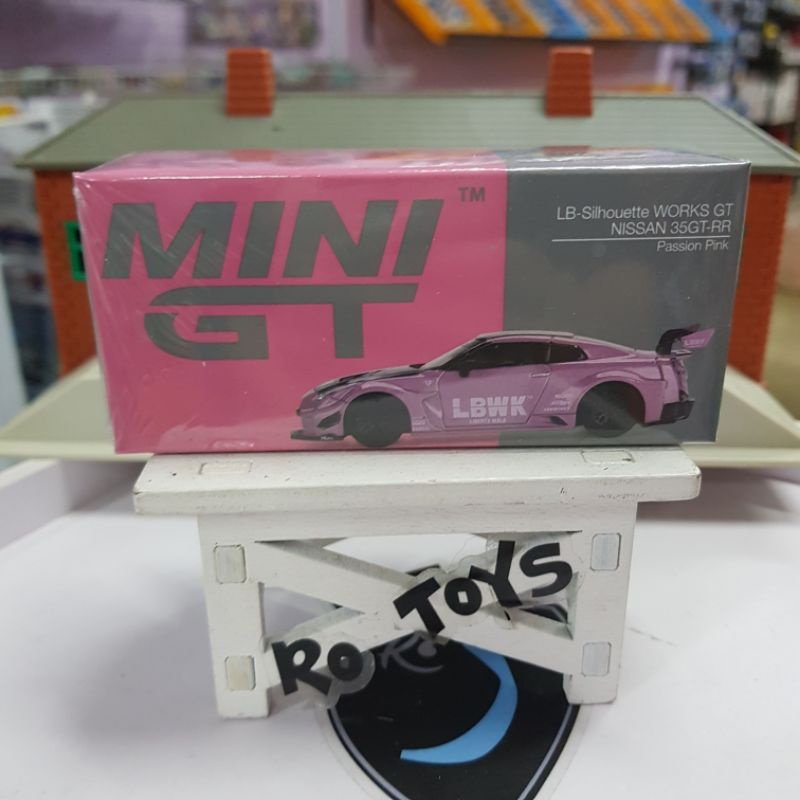 MINI
GT
TM
LB-Silhouette WORKS GT
NISSAN 35GT-RR
Passion Pink
LBWK
LIBERTY WALK
RO TOYS